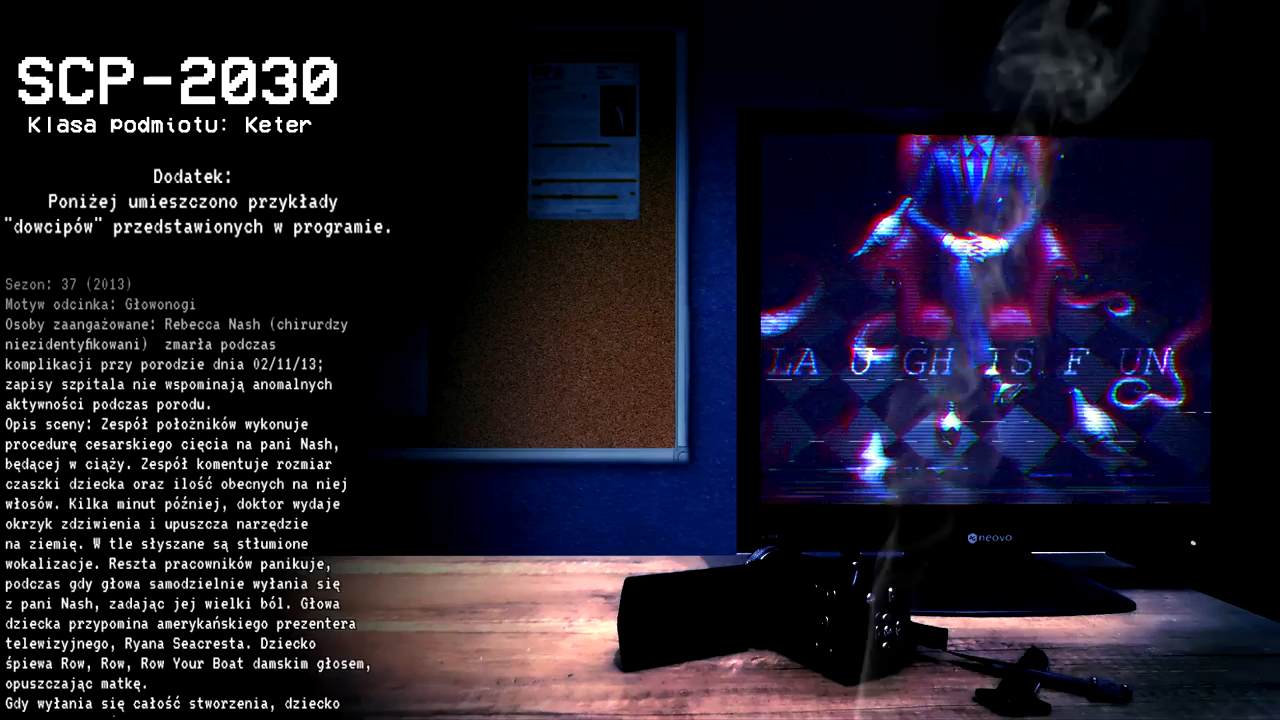 SCP-2030
Klasa podmiotu: Keter
Dodatek:
Poniżej umieszczono przykłady
"dowcipów" przedstawionych w programie.
Sezon: 37 (2013)
Motyw odcinka: Głowonogi
Osoby zaangażowane: Rebecca Nash (chirurdzy
niezidentyfikowani) zmarła podczas
komplikacji przy porodzie dnia 02/11/13;
zapisy szpitala nie wspominają anomalnych
aktywności podczas porodu.
Opis sceny: Zespół położników wykonuje
procedurę cesarskiego cięcia na pani Nash,
będącej w ciąży. Zespół komentuje rozmiar
czaszki dziecka oraz ilość obecnych na niej
włosów. Kilka minut później, doktor wydaje
okrzyk zdziwienia i upuszcza narzędzie
na ziemię. W tle słyszane są stłumione
wokalizacje. Reszta pracowników panikuje,
podczas gdy głowa samodzielnie wyłania się
z pani Nash, zadając jej wielki ból. Głowa
dziecka przypomina amerykańskiego prezentera
telewizyjnego, Ryana Seacresta. Dziecko
śpiewa Row, Row, Row Your Boat damskim głosem,
opuszczając matkę.
Gdy wyłania się całość stworzenia, dziecko
LA U GH IS F UN
neovo